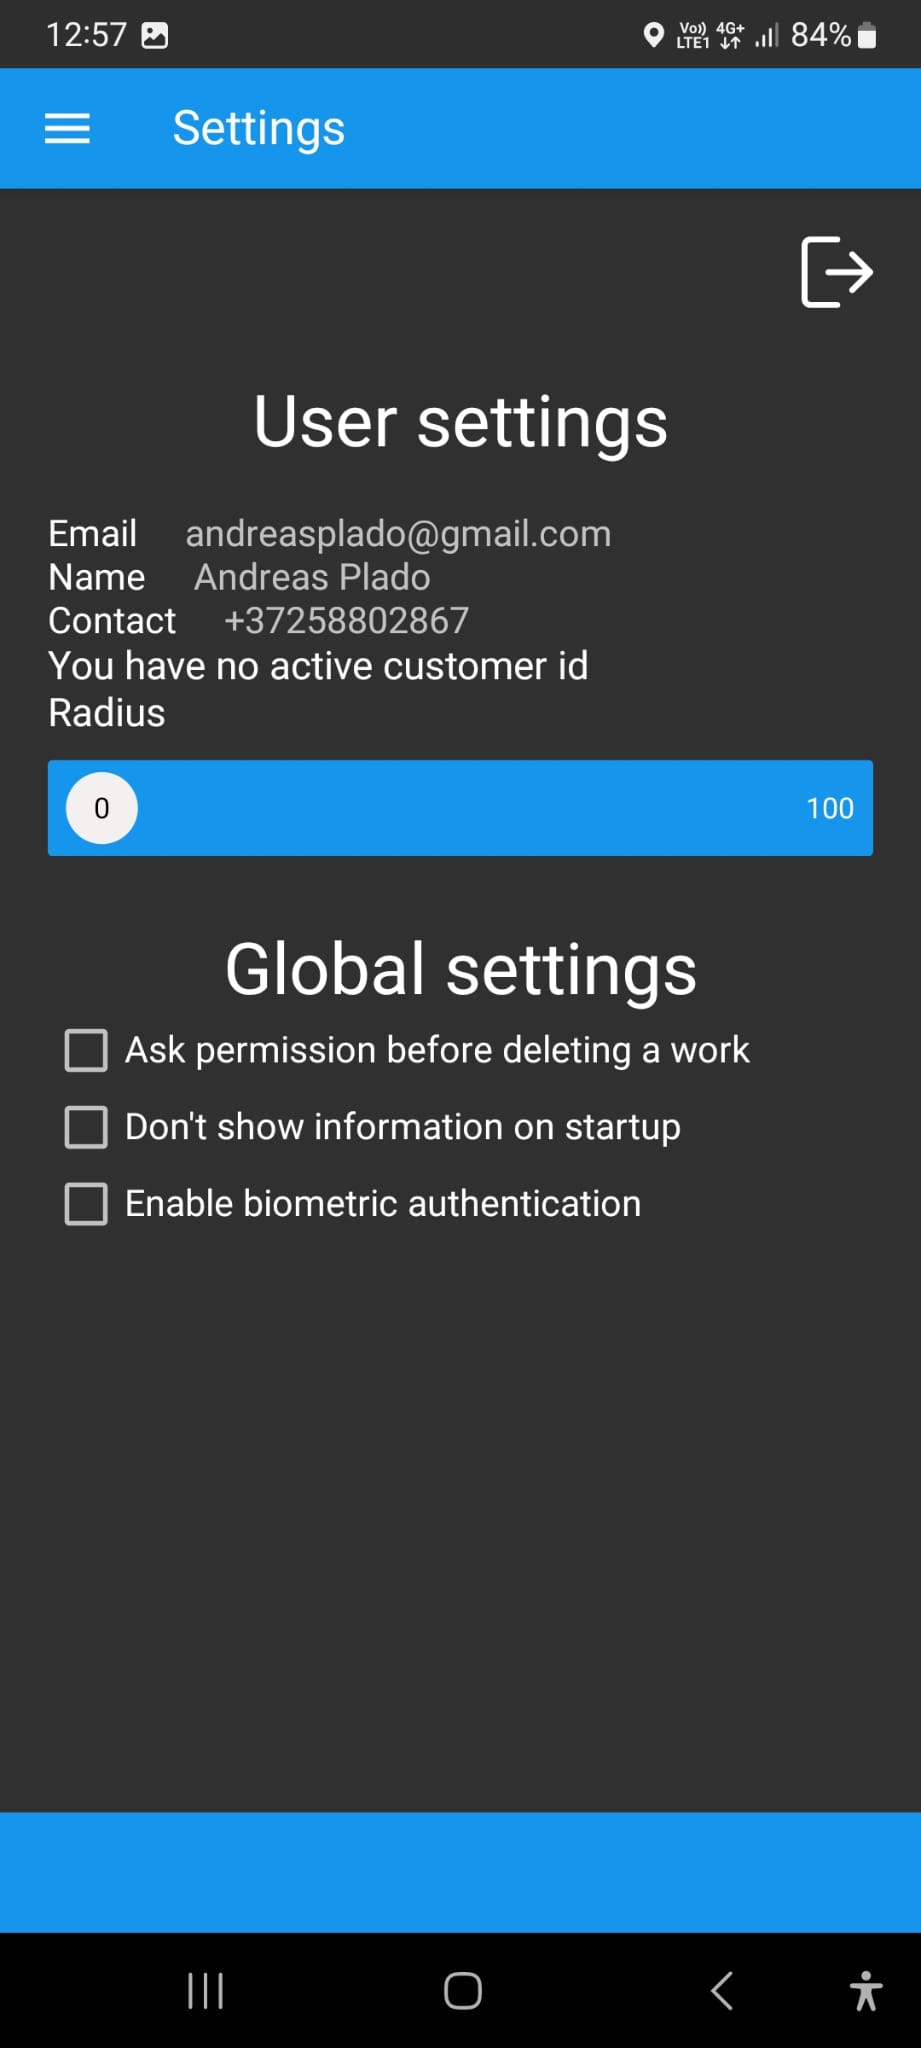 12:57 Vo)) LTE1 4G+ 84%
Settings
User settings
Email andreasplado@gmail.com
Name Andreas Plado
Contact +37258802867
You have no active customer id
Radius
0 100
Global settings
Ask permission before deleting a work
Don't show information on startup
Enable biometric authentication